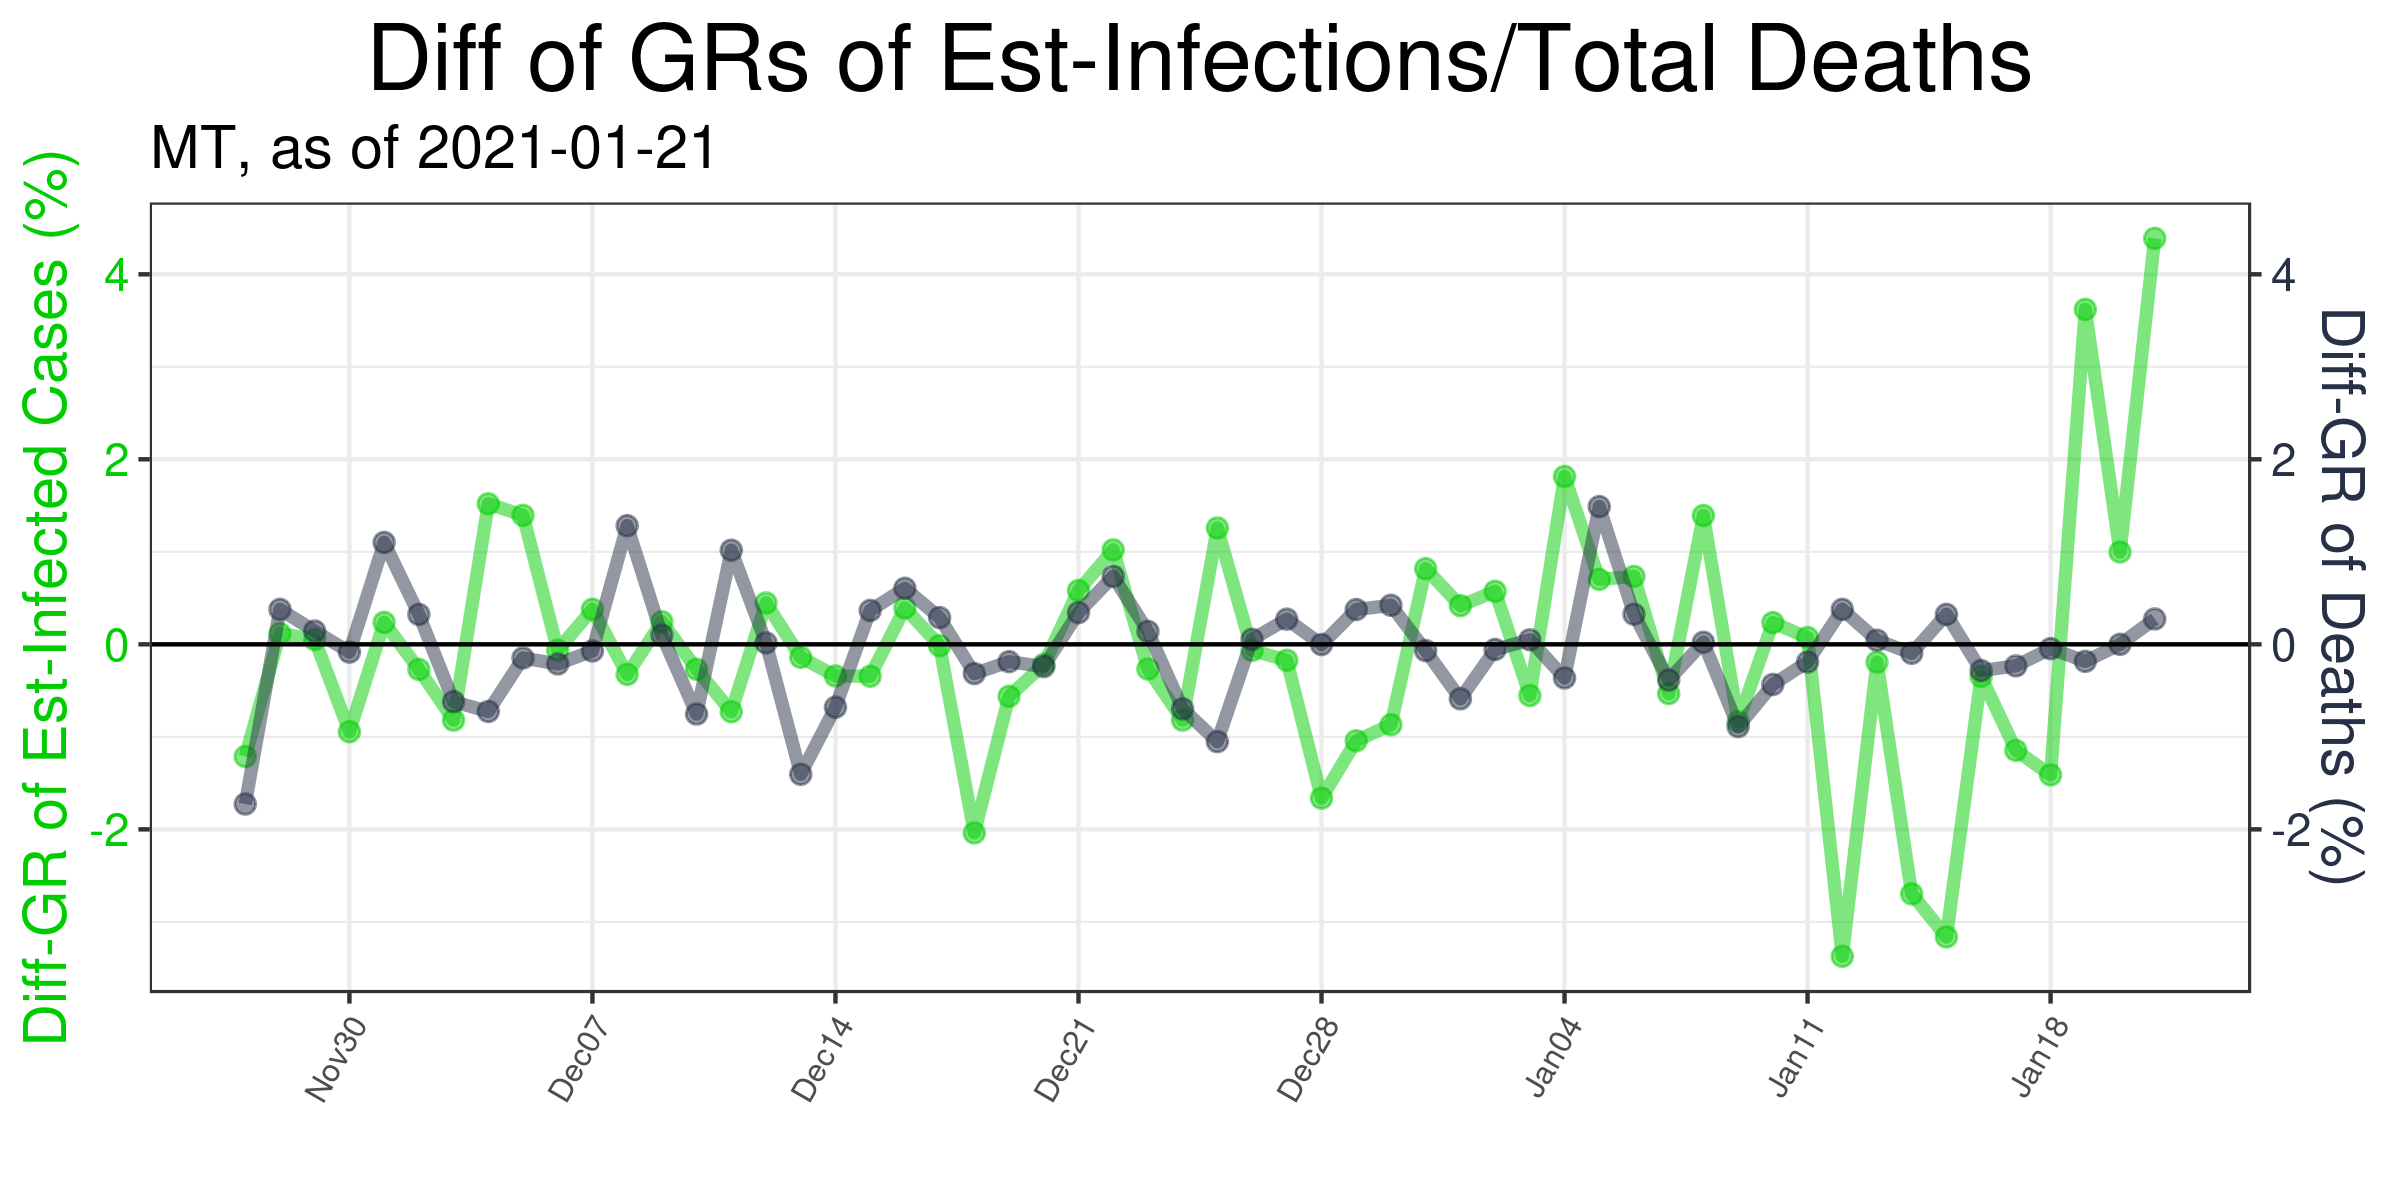 Diff of GRs of Est-Infections/Total Deaths
MT, as of 2021-01-21
Diff-GR of Est-Infected Cases (%)
4
2
0
-2
4
2
0
-2
Diff-GR of Deaths (%)
Nov30
Dec07
Dec14
Dec21
Dec28
Jan04
Jan11
Jan18